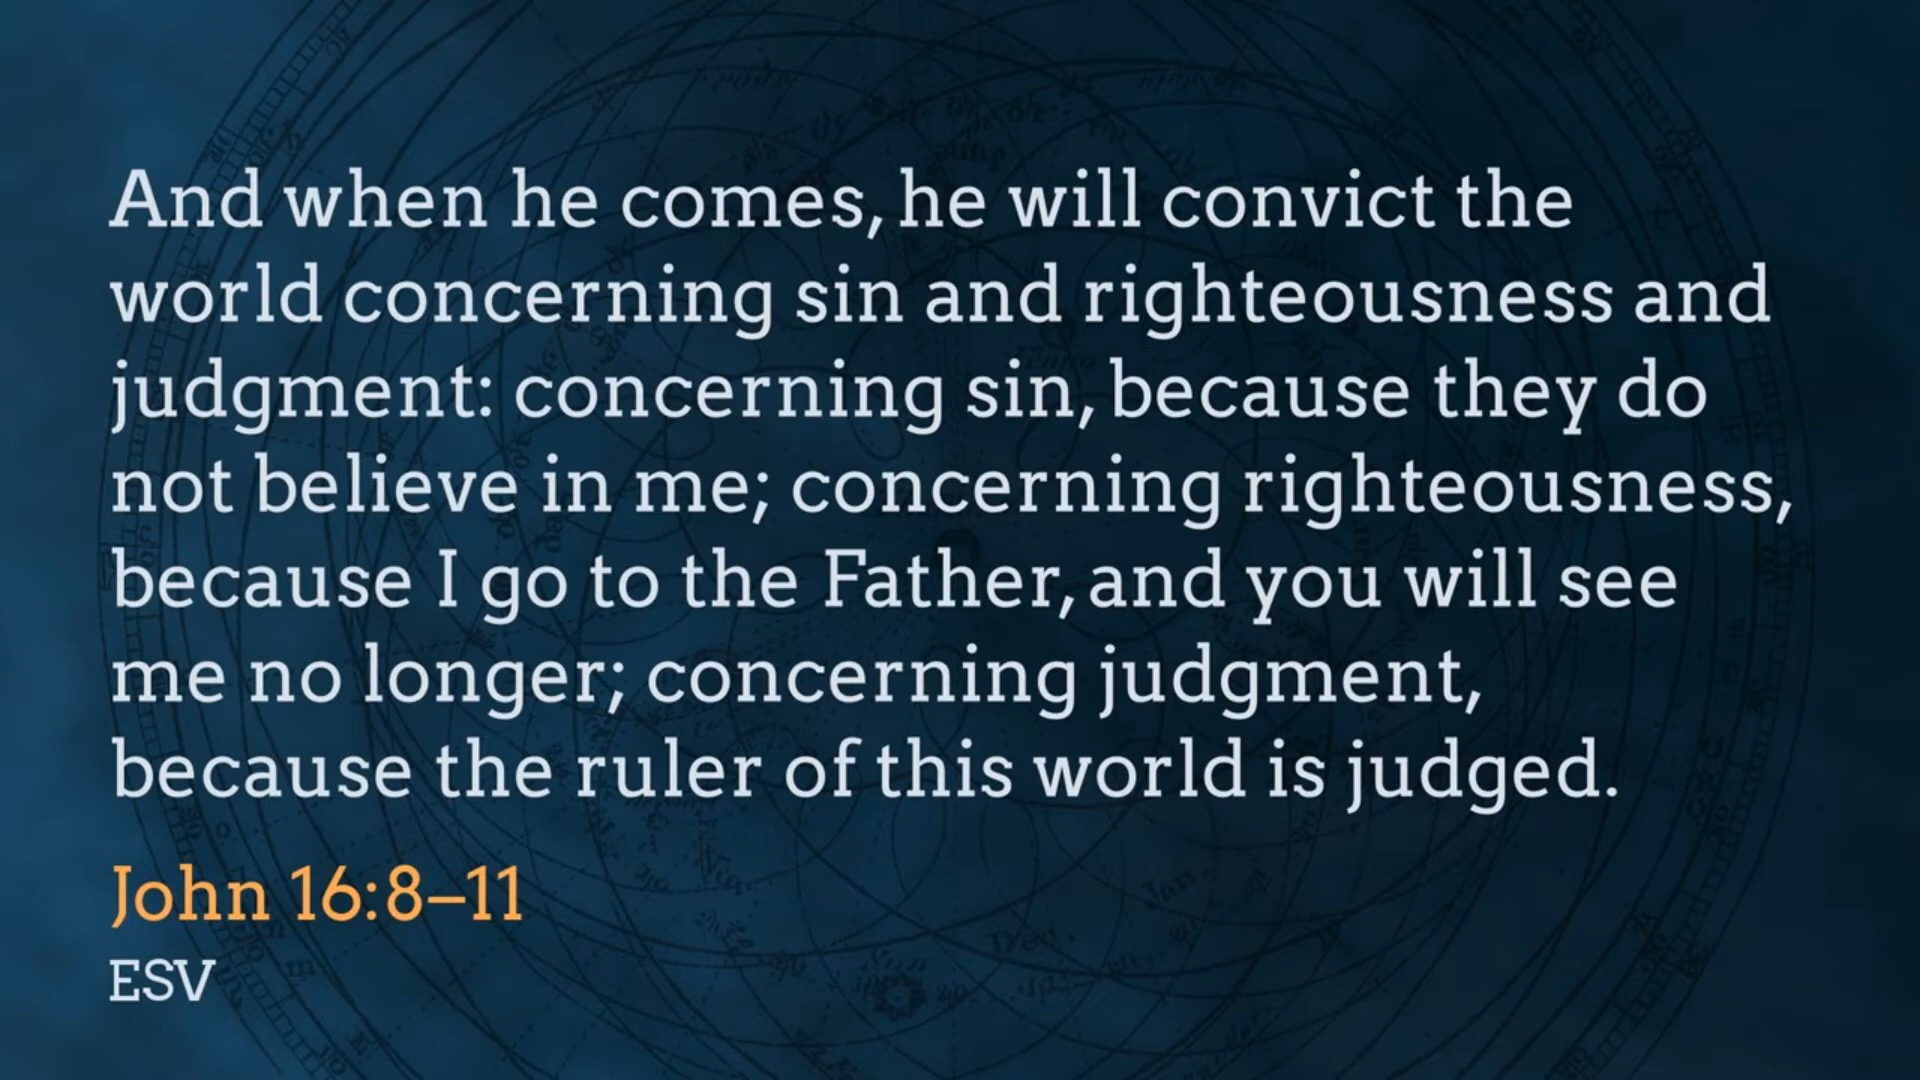 And when he comes, he will convict the
world concerning sin and righteousness and
judgment: concerning sin, because they do
not believe in me; concerning righteousness,
because I go to the Father, and you will see
me no longer; concerning judgment,
because the ruler of this world is judged.
John 16:8–11
ESV